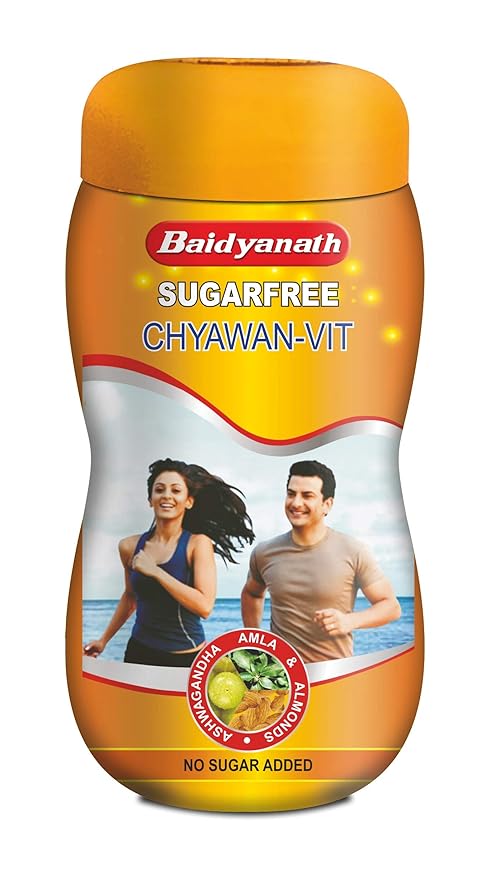 Baidyanath
SUGARFREE
CHYAWAN-VIT
ASHWAGANDHA AMLA & ALMONDS •
NO SUGAR ADDED